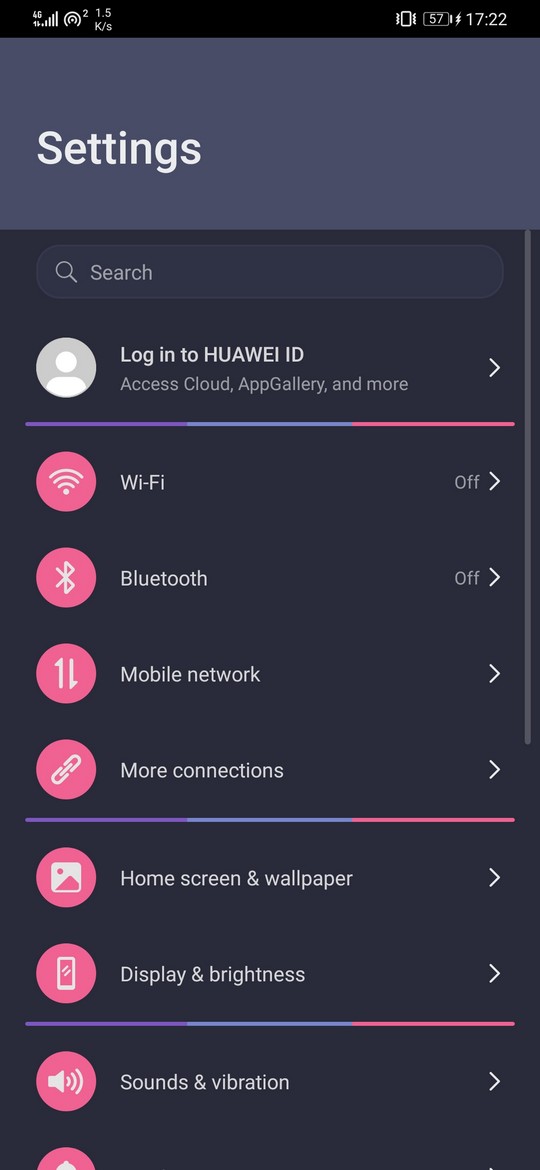 4G 2 1.5 K/s 57 17:22
Settings
Search
Log in to HUAWEI ID
Access Cloud, AppGallery, and more
Wi-Fi Off
Bluetooth Off
Mobile network
More connections
Home screen & wallpaper
Display & brightness
Sounds & vibration